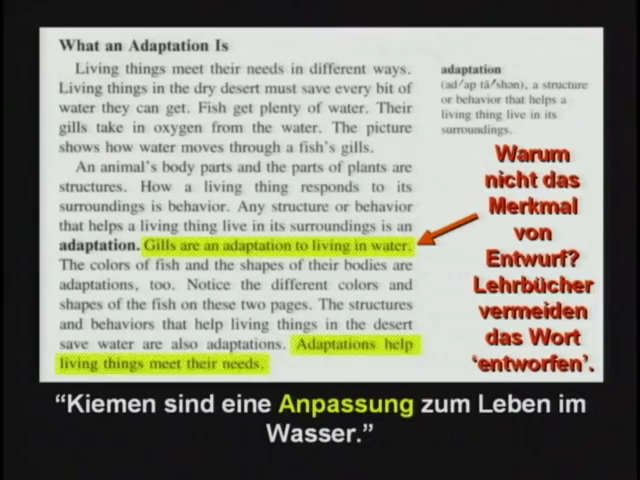 What an Adaptation Is
Living things meet their needs in different ways.
Living things in the dry desert must save every bit of
water they can get. Fish get plenty of water. Their
gills take in oxygen from the water. The picture
shows how water moves through a fish's gills.
An animal's body parts and the parts of plants are
structures. How a living thing responds to its
surroundings is behavior. Any structure or behavior
that helps a living thing live in its surroundings is an
adaptation. Gills are an adaptation to living in water.
The colors of fish and the shapes of their bodies are
adaptations, too. Notice the different colors and
shapes of the fish on these two pages. The structures
and behaviors that help living things in the desert
save water are also adaptations. Adaptations help
living things meet their needs.
adaptation
(ad/ap tā/shən), a structure
or behavior that helps a
living thing live in its
surroundings.
Warum
nicht das
Merkmal
von
Entwurf?
Lehrbücher
vermeiden
das Wort
'entworfen'.
“Kiemen sind eine Anpassung zum Leben im
Wasser.”